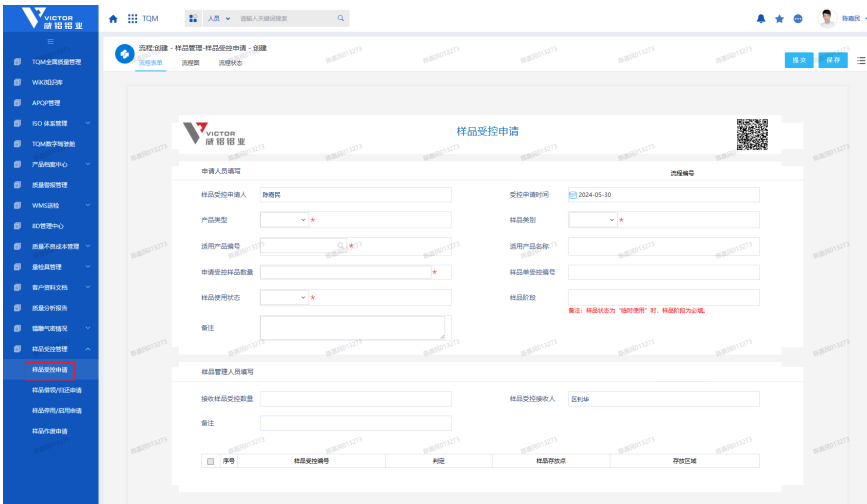 VICTOR
威铝铝业
TQM
人员
请输入关键词搜索
陈嘉民
流程:创建 - 样品管理-样品受控申请 - 创建
流程表单 流程图 流程状态
提交 保存
TQM全面质量管理
WIKI知识库
APQP管理
ISO 体系管理
TQM数字驾驶舱
产品档案中心
质量教报管理
WMS巡检
8D管理中心
质量不良成本管理
量检具管理
客户资料文档
质量分析报告
辊雕气密情况
样品受控管理
样品受控申请
样品借领/归还申请
样品停用/启用申请
样品作废申请
VICTOR
威铝铝业
样品受控申请
申请人员填写
流程编号
样品受控申请人 陈嘉民
受控申请时间 2024-05-30
产品类型 *
样品类别 *
适用产品编号 *
适用产品名称
申请受控样品数量 *
样品单受控编号
样品使用状态 *
样品阶段
备注：样品状态为“临时使用”时，样品阶段为必填。
备注
样品管理人员填写
接收样品受控数量
样品受控接收人 区钊华
备注
序号 样品受控编号 判定 样品存放点 存放区域